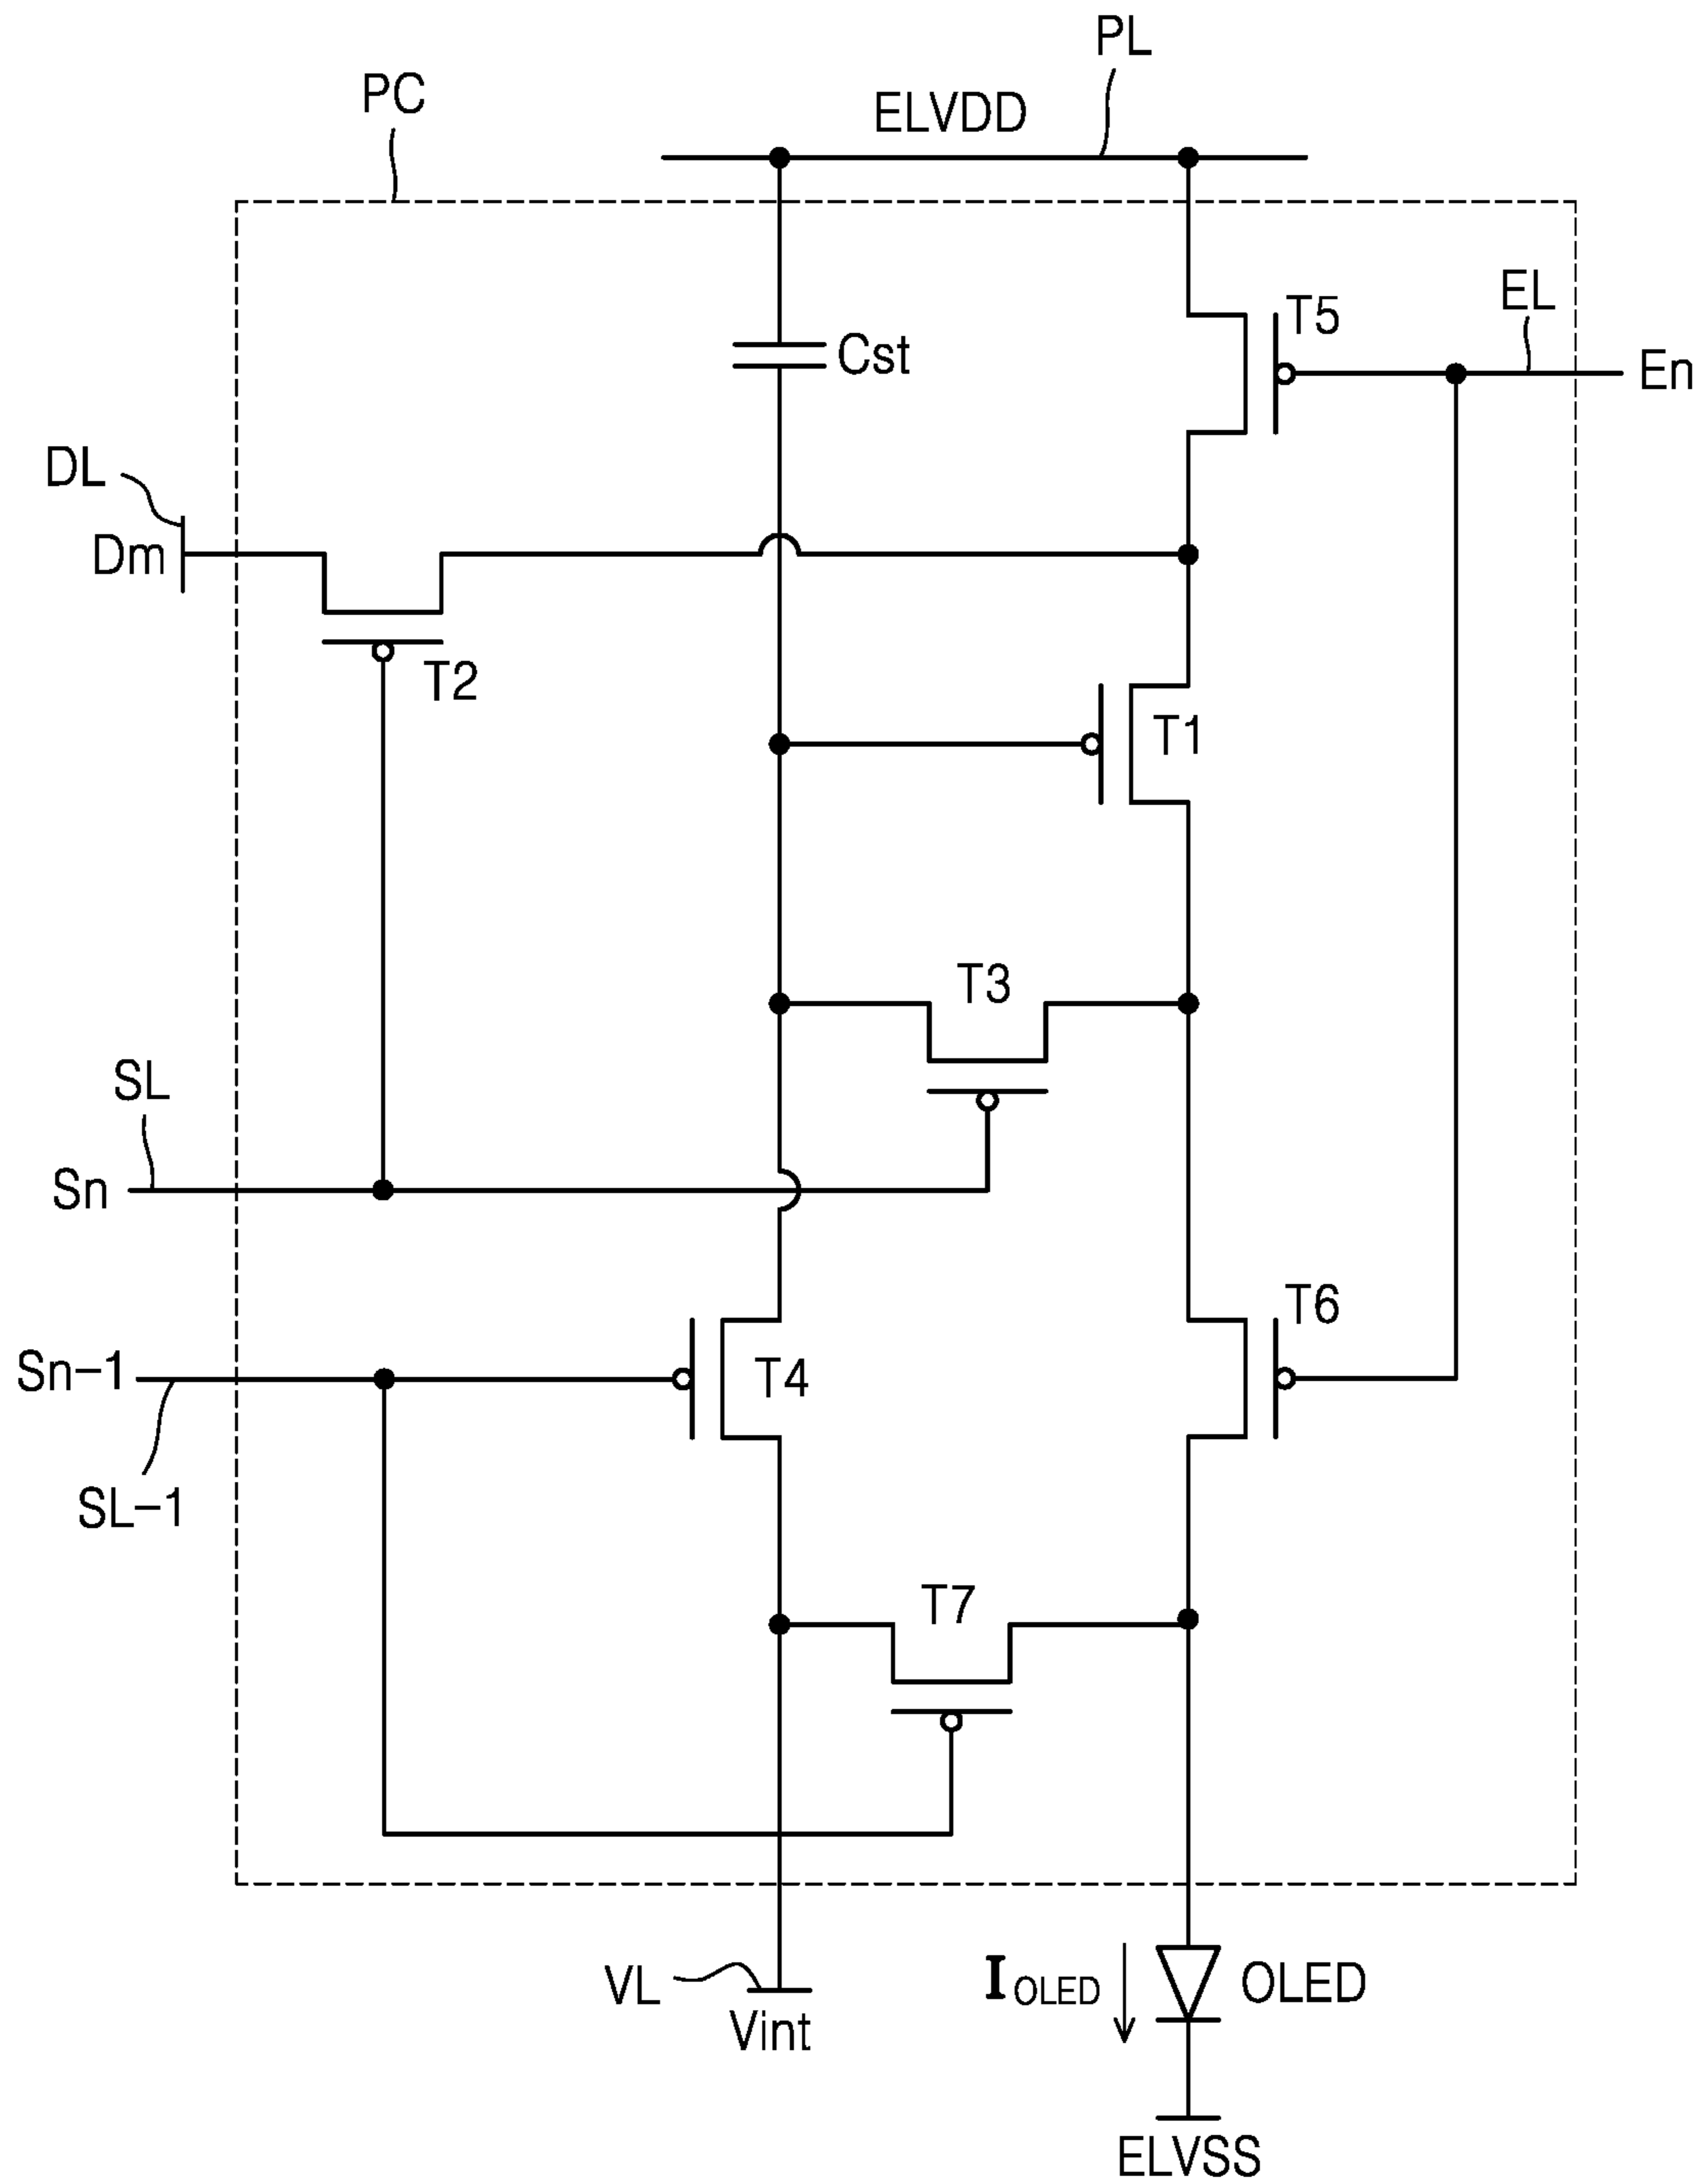 PL
PC
ELVDD
EL
T5
Cst
En
DL
Dm
T2
T1
T3
SL
Sn
T6
Sn-1
T4
SL-1
T7
VL
IOLED
OLED
Vint
ELVSS